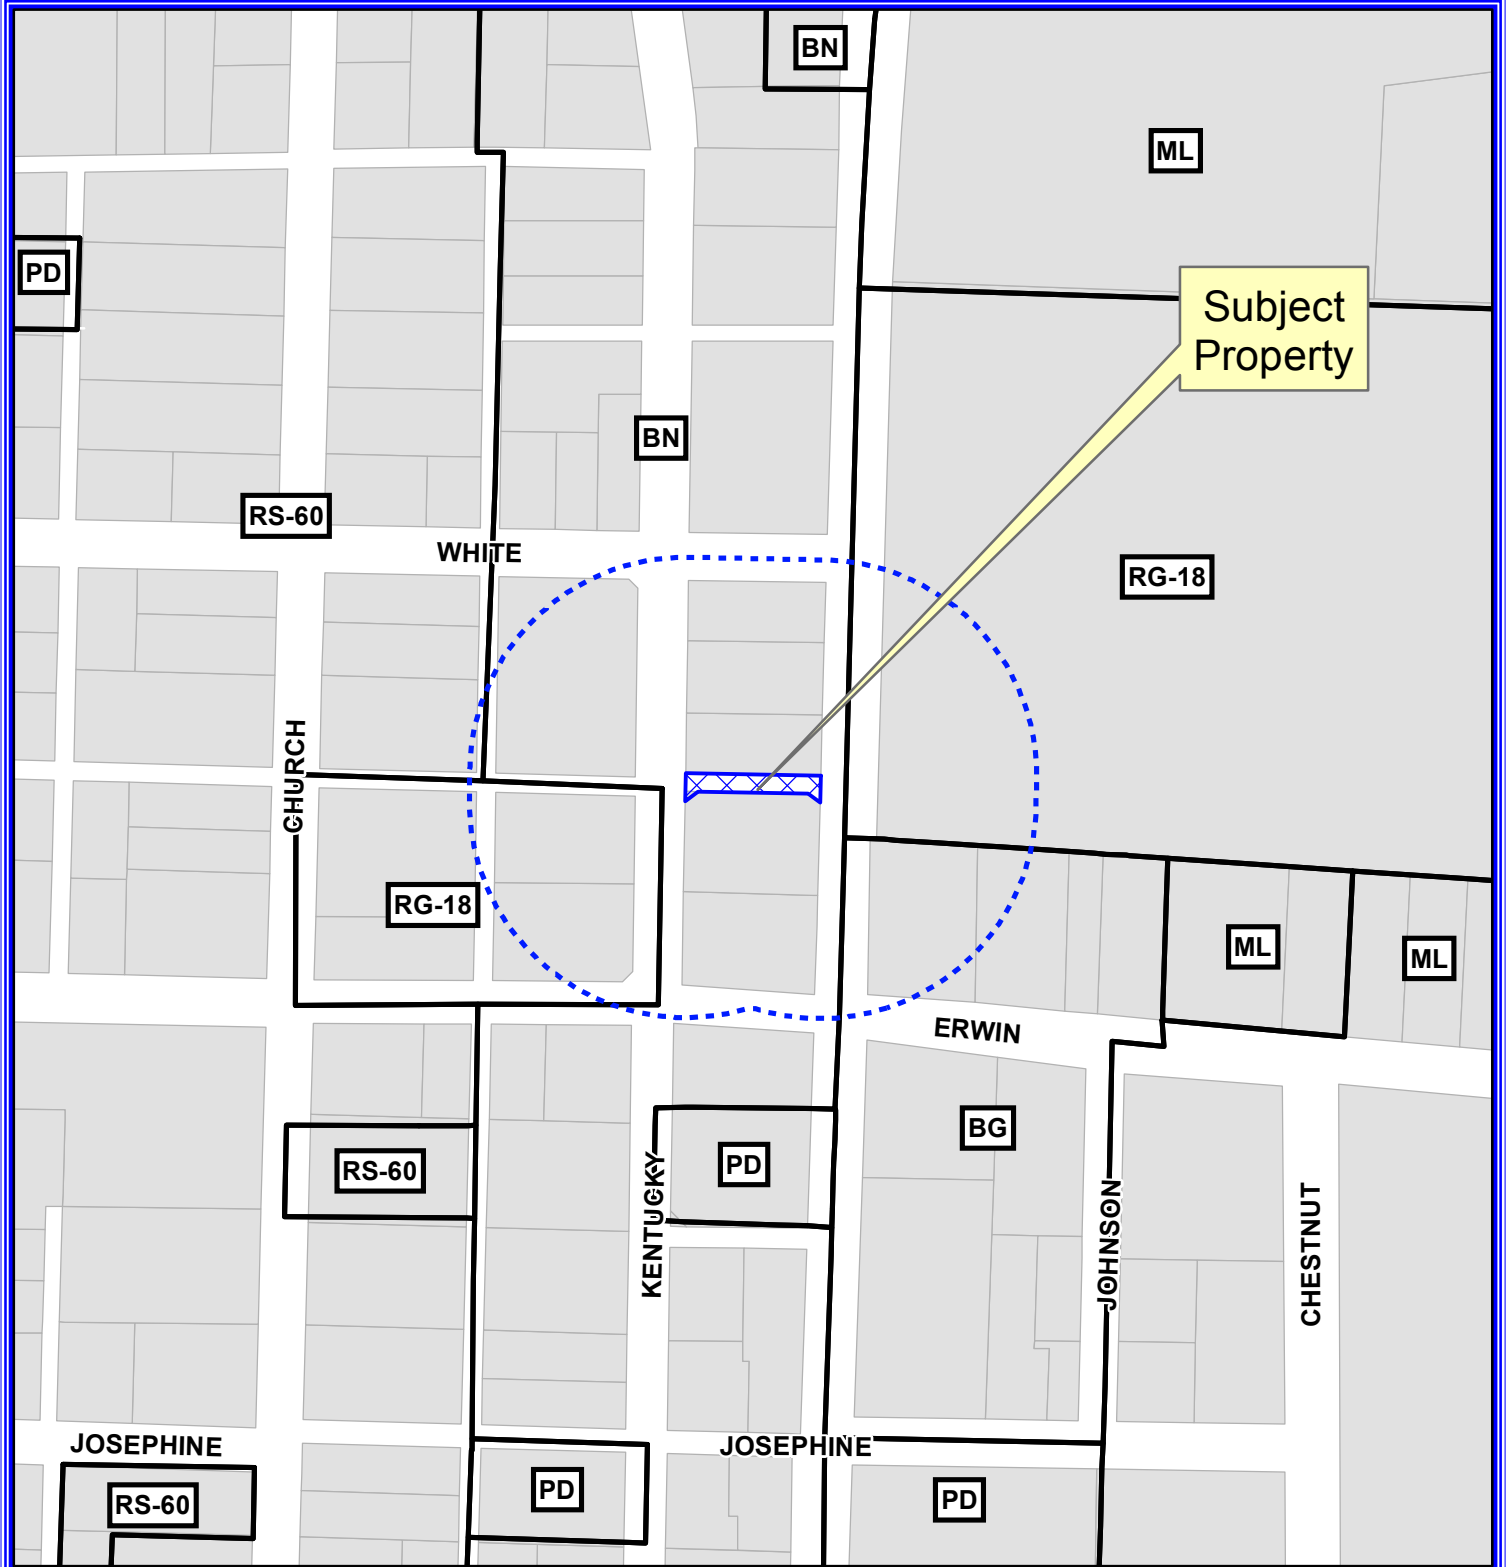 BN
ML
PD
Subject
Property
BN
RS-60
WHITE
RG-18
CHURCH
RG-18
ML
ML
ERWIN
BG
PD
RS-60
KENTUCKY
JOHNSON
CHESTNUT
JOSEPHINE
JOSEPHINE
RS-60
PD
PD